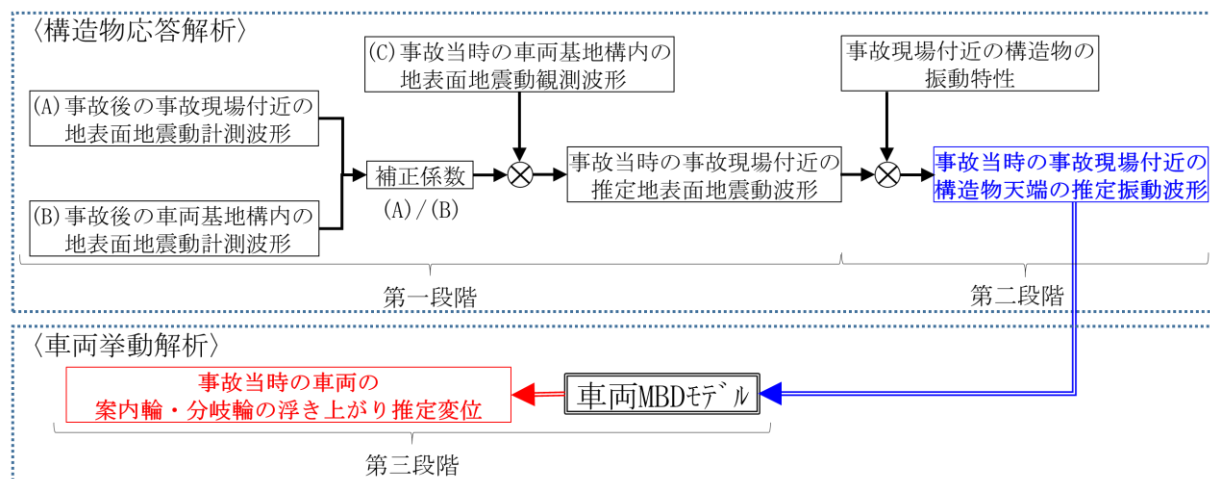 〈構造物応答解析〉
(A)事故後の事故現場付近の
地表面地震動計測波形
(B)事故後の車両基地構内の
地表面地震動計測波形
(C)事故当時の車両基地構内の
地表面地震動観測波形
補正係数
(A)/(B)
事故当時の事故現場付近の
推定地表面地震動波形
事故現場付近の構造物の
振動特性
事故当時の事故現場付近の
構造物天端の推定振動波形
第一段階
第二段階
〈車両挙動解析〉
事故当時の車両の
案内輪・分岐輪の浮き上がり推定変位
車両MBDﾓﾃﾞﾙ
第三段階